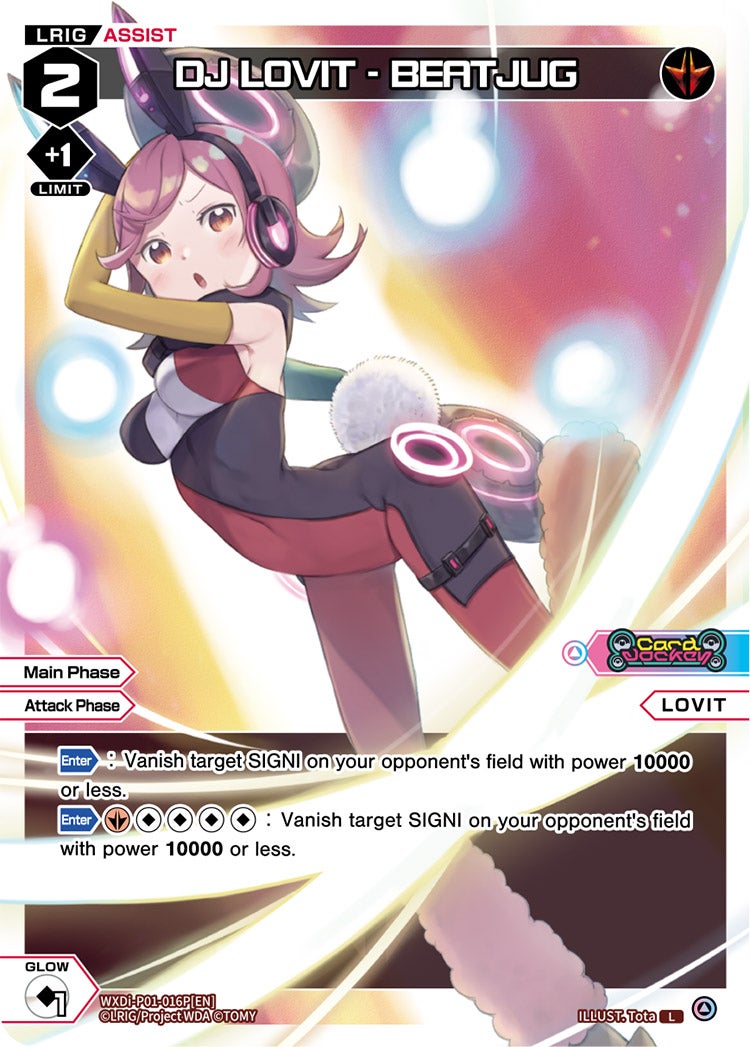 LRIG ASSIST
2
DJ LOVIT - BEATJUG
+1
LIMIT
Card
Jockey
Main Phase
Attack Phase
LOVIT
Enter : Vanish target SIGNI on your opponent's field with power 10000
or less.
Enter : Vanish target SIGNI on your opponent's field
with power 10000 or less.
GLOW
1
WXDi-P01-016P[EN]
©LRIG/Project WDA ©TOMY
ILLUST. Tota L